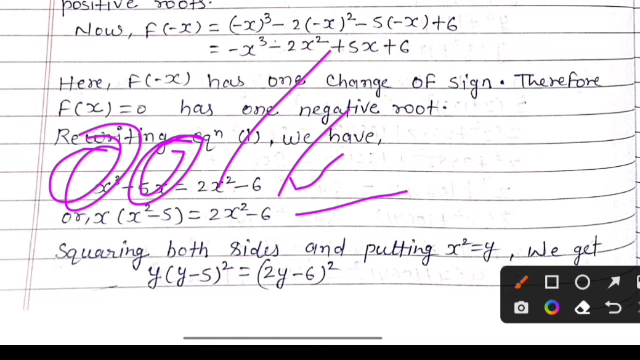 positive roots.
Now, f(-x) = (-x)³ - 2(-x)² - 5(-x) + 6
= -x³ - 2x² + 5x + 6
Here, f(-x) has one change of sign. Therefore
f(x) = 0 has one negative root.
Rewriting eqⁿ (1), we have,
x³ - 5x = 2x² - 6
or, x(x² - 5) = 2x² - 6
Squaring both sides and putting x² = y, we get
y(y-5)² = (2y-6)²